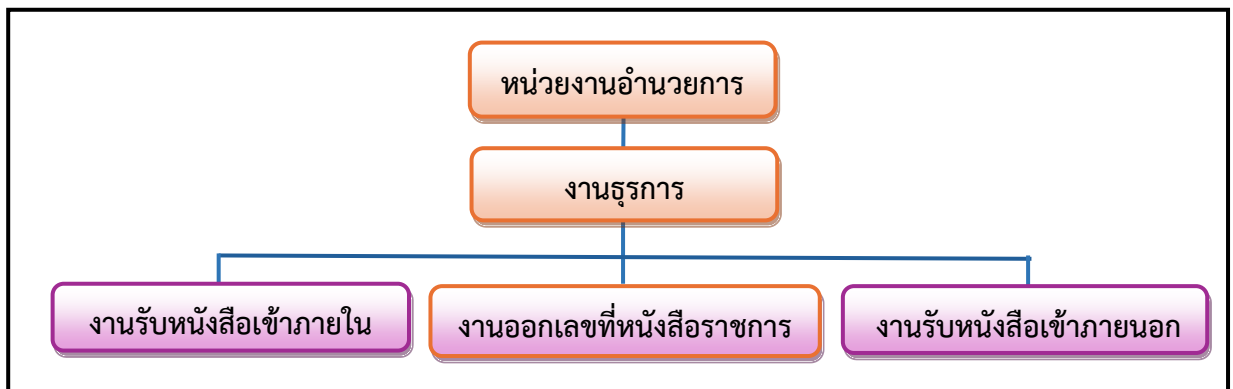 หน่วยงานอำนวยการ
งานธุรการ
งานรับหนังสือเข้าภายใน
งานออกเลขที่หนังสือราชการ
งานรับหนังสือเข้าภายนอก